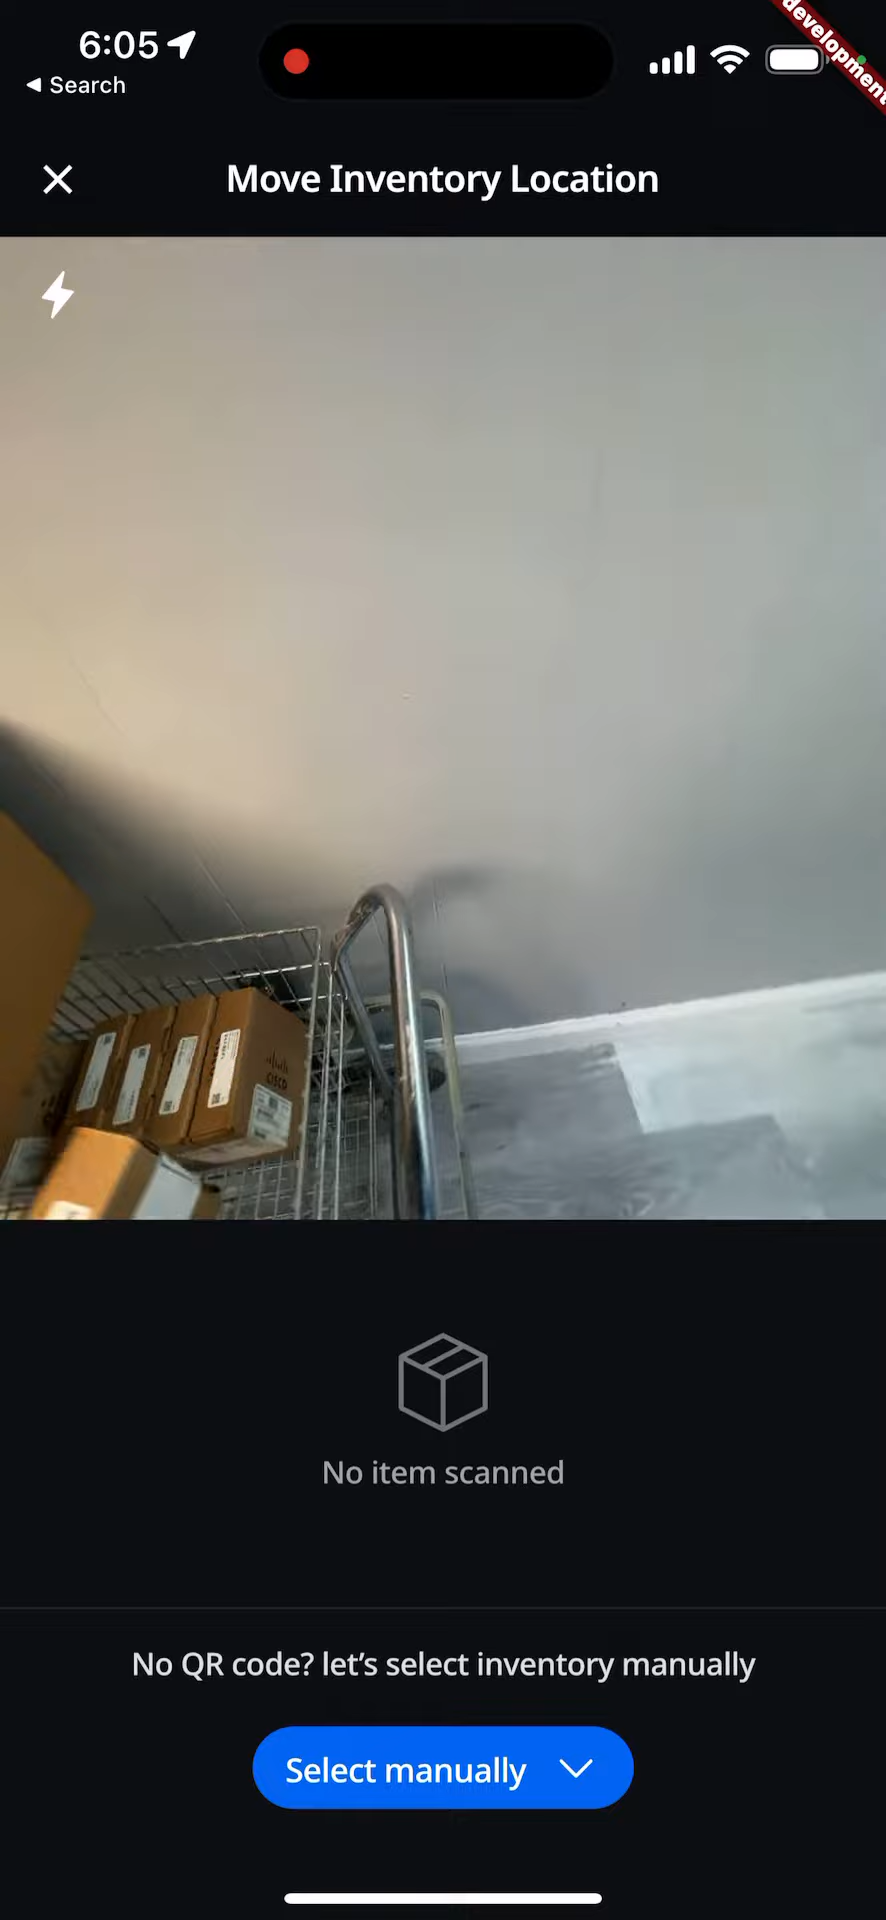 6:05
development
Search
Move Inventory Location
CISCO
No item scanned
No QR code? let's select inventory manually
Select manually